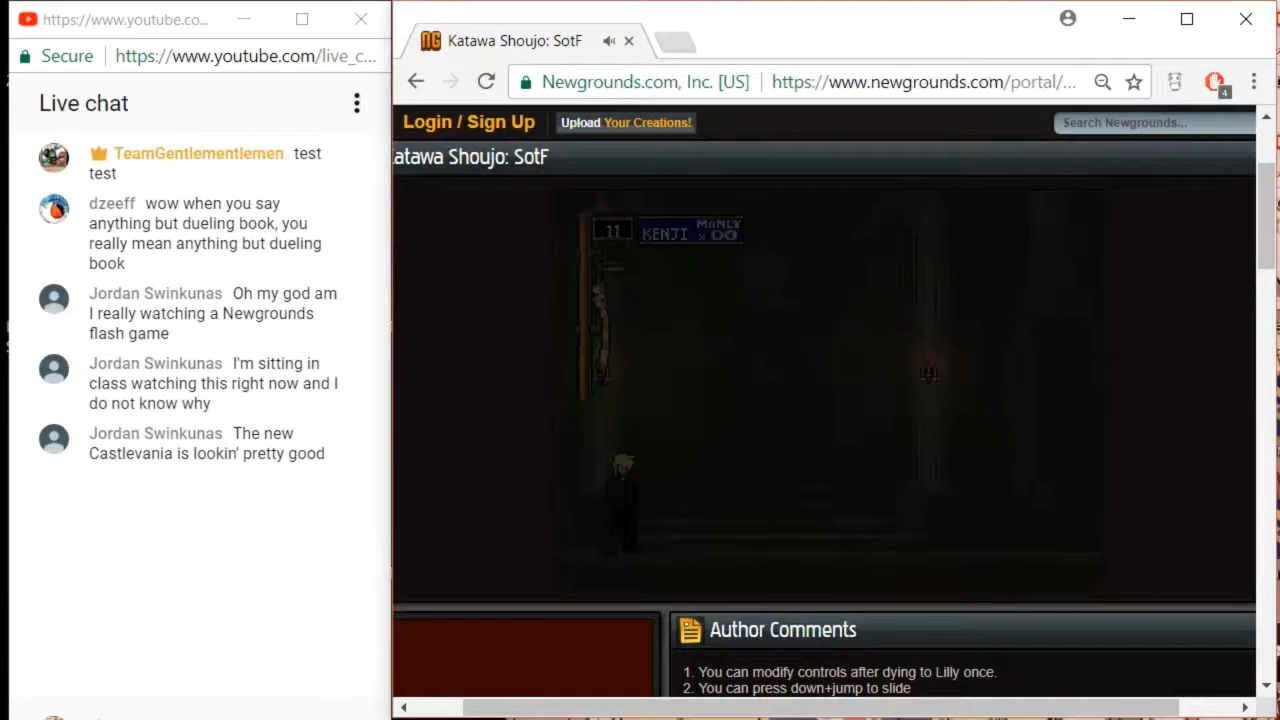 https://www.youtube.co...
Secure
https://www.youtube.com/live_c...
Live chat
TeamGentlementlemen test
test
dzeeff wow when you say
anything but dueling book, you
really mean anything but dueling
book
Jordan Swinkunas Oh my god am
I really watching a Newgrounds
flash game
Jordan Swinkunas I'm sitting in
class watching this right now and I
do not know why
Jordan Swinkunas The new
Castlevania is lookin' pretty good
Katawa Shoujo: SotF
Newgrounds.com, Inc. [US]
https://www.newgrounds.com/portal/...
4
Login / Sign Up
Upload Your Creations!
Search Newgrounds...
atawa Shoujo: SotF
11
KENJI
MANLY
x
Author Comments
1. You can modify controls after dying to Lilly once.
2. You can press down+jump to slide